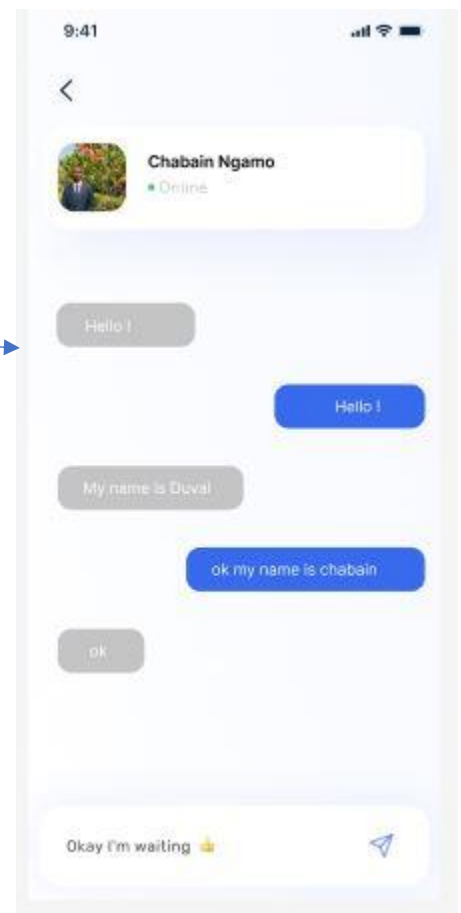 9:41
Chabain Ngamo
Online
Hello !
Hello !
My name is Duval
ok my name is chabain
ok
Okay I'm waiting 👍